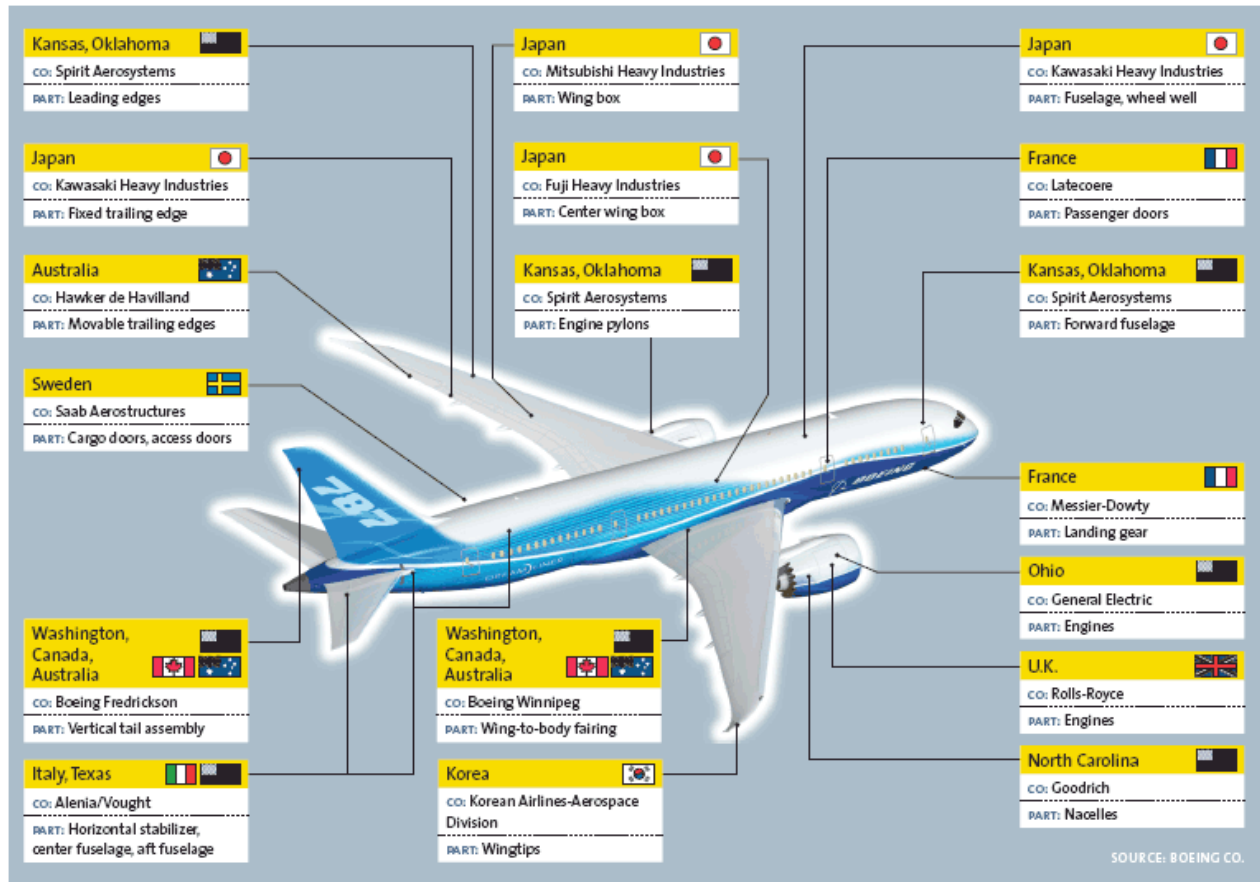 Kansas, Oklahoma
CO: Spirit Aerosystems
PART: Leading edges
Japan
CO: Kawasaki Heavy Industries
PART: Fixed trailing edge
Australia
CO: Hawker de Havilland
PART: Movable trailing edges
Sweden
CO: Saab Aerostructures
PART: Cargo doors, access doors
Japan
CO: Mitsubishi Heavy Industries
PART: Wing box
Japan
CO: Fuji Heavy Industries
PART: Center wing box
Kansas, Oklahoma
CO: Spirit Aerosystems
PART: Engine pylons
Japan
CO: Kawasaki Heavy Industries
PART: Fuselage, wheel well
France
CO: Latecoere
PART: Passenger doors
Kansas, Oklahoma
CO: Spirit Aerosystems
PART: Forward fuselage
787
BOEING
DREAMLINER
France
CO: Messier-Dowty
PART: Landing gear
Ohio
CO: General Electric
PART: Engines
U.K.
CO: Rolls-Royce
PART: Engines
North Carolina
CO: Goodrich
PART: Nacelles
Washington,
Canada,
Australia
CO: Boeing Fredrickson
PART: Vertical tail assembly
Italy, Texas
CO: Alenia/Vought
PART: Horizontal stabilizer,
center fuselage, aft fuselage
Washington,
Canada,
Australia
CO: Boeing Winnipeg
PART: Wing-to-body fairing
Korea
CO: Korean Airlines-Aerospace
Division
PART: Wingtips
SOURCE: BOEING CO.